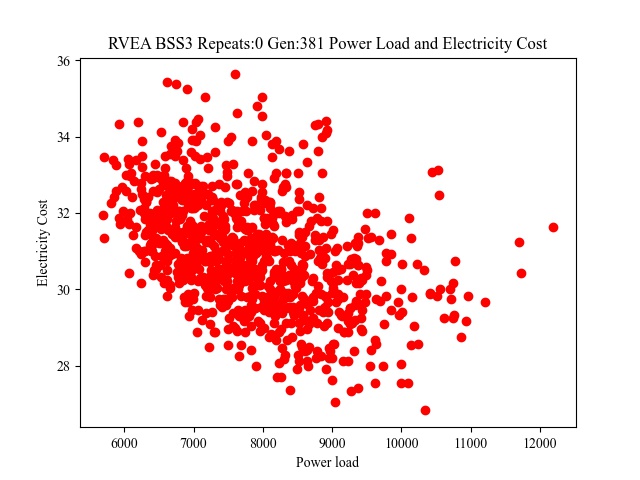 RVEA BSS3 Repeats:0 Gen:381 Power Load and Electricity Cost
36
34
32
30
28
Electricity Cost
6000 7000 8000 9000 10000 11000 12000
Power load